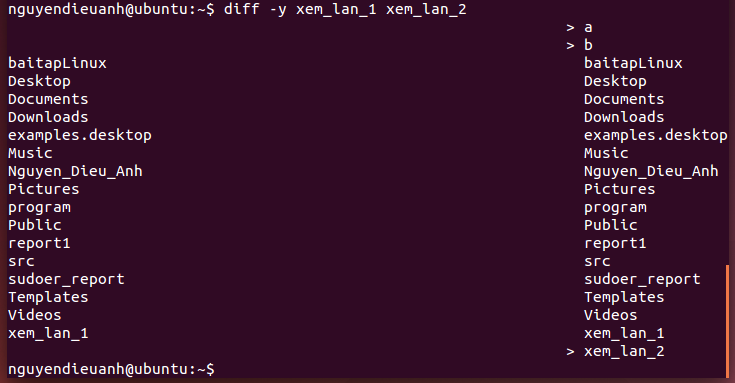 nguyendieuanh@ubuntu:~$ diff -y xem_lan_1 xem_lan_2
> a
> b
baitapLinux baitapLinux
Desktop Desktop
Documents Documents
Downloads Downloads
examples.desktop examples.desktop
Music Music
Nguyen_Dieu_Anh Nguyen_Dieu_Anh
Pictures Pictures
program program
Public Public
report1 report1
src src
sudoer_report sudoer_report
Templates Templates
Videos Videos
xem_lan_1 xem_lan_1
> xem_lan_2
nguyendieuanh@ubuntu:~$